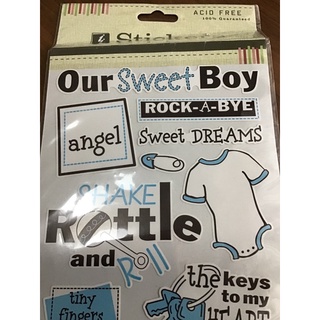 ACID FREE
100% Guaranteed
Our Sweet Boy
ROCK-A-BYE
angel
Sweet DREAMS
SHAKE
Rattle
and Roll
the keys
to my
HEART
tiny
fingers